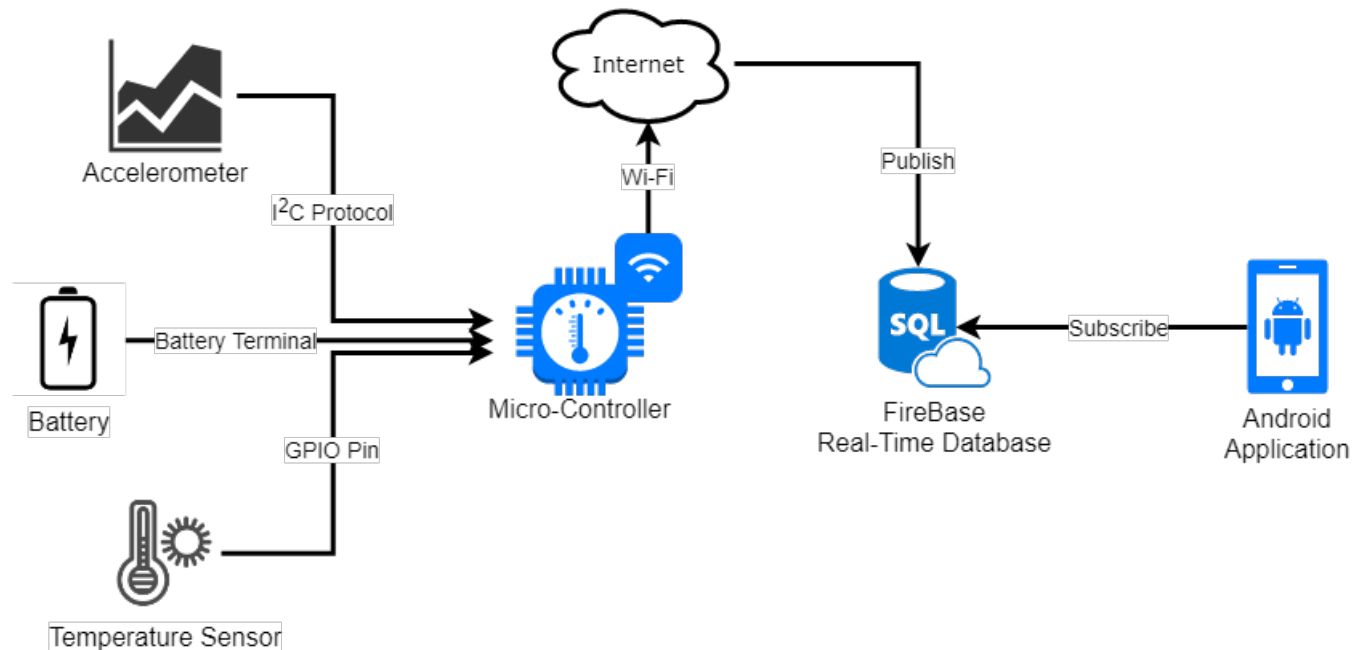 Internet
Accelerometer
Publish
Wi-Fi
I²C Protocol
SQL
Battery Terminal
Subscribe
Battery
Micro-Controller
FireBase
Real-Time Database
Android
Application
GPIO Pin
Temperature Sensor